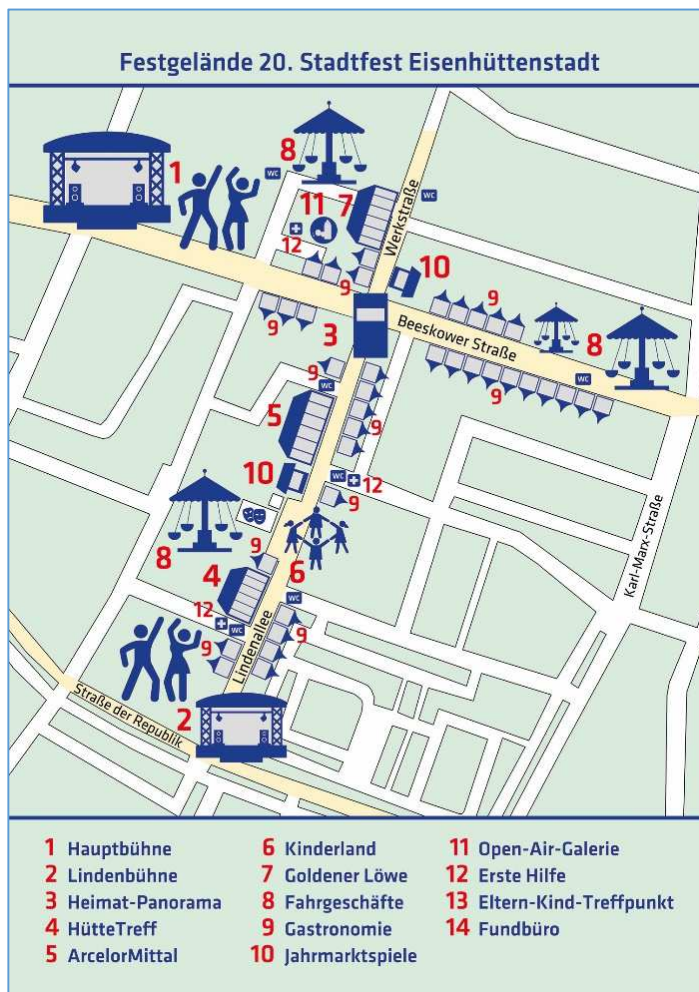 Festgelände 20. Stadtfest Eisenhüttenstadt
8
1
WC
11
7
WC
Werkstraße
12
9
10
9
9
3
Beeskower Straße
8
9
WC
WC
9
5
9
9
10
WC
12
9
8
9
6
4
WC
12
WC
9
9
Lindenallee
Karl-Marx-Straße
2
Straße der Republik
1 Hauptbühne
2 Lindenbühne
3 Heimat-Panorama
4 HütteTreff
5 ArcelorMittal
6 Kinderland
7 Goldener Löwe
8 Fahrgeschäfte
9 Gastronomie
10 Jahrmarktspiele
11 Open-Air-Galerie
12 Erste Hilfe
13 Eltern-Kind-Treffpunkt
14 Fundbüro